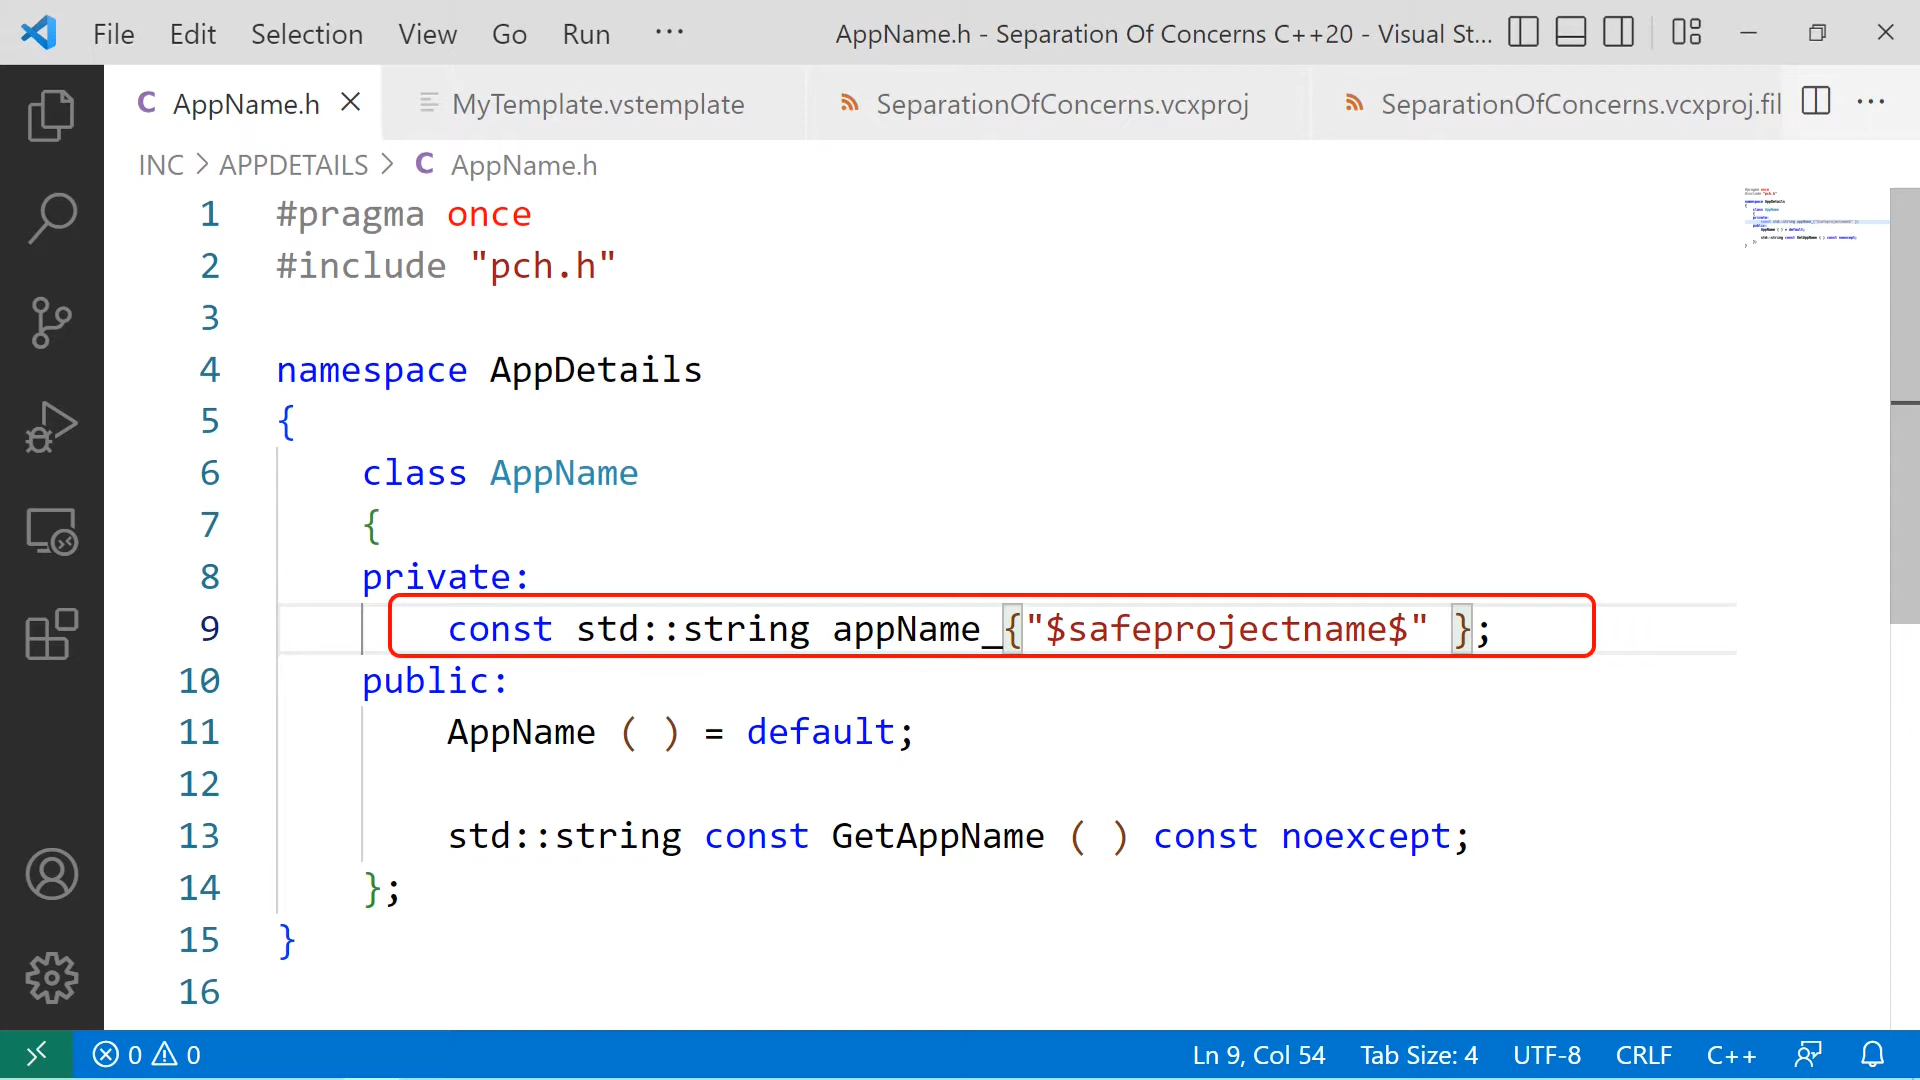 File Edit Selection View Go Run ··· AppName.h - Separation Of Concerns C++20 - Visual St...
C AppName.h MyTemplate.vstemplate SeparationOfConcerns.vcxproj SeparationOfConcerns.vcxproj.fil ···
INC > APPDETAILS > C AppName.h
1 #pragma once
2 #include "pch.h"
3
4 namespace AppDetails
5 {
6 class AppName
7 {
8 private:
9 const std::string appName_{"$safeprojectname$" };
10 public:
11 AppName ( ) = default;
12
13 std::string const GetAppName ( ) const noexcept;
14 };
15 }
16
0 0 Ln 9, Col 54 Tab Size: 4 UTF-8 CRLF C++